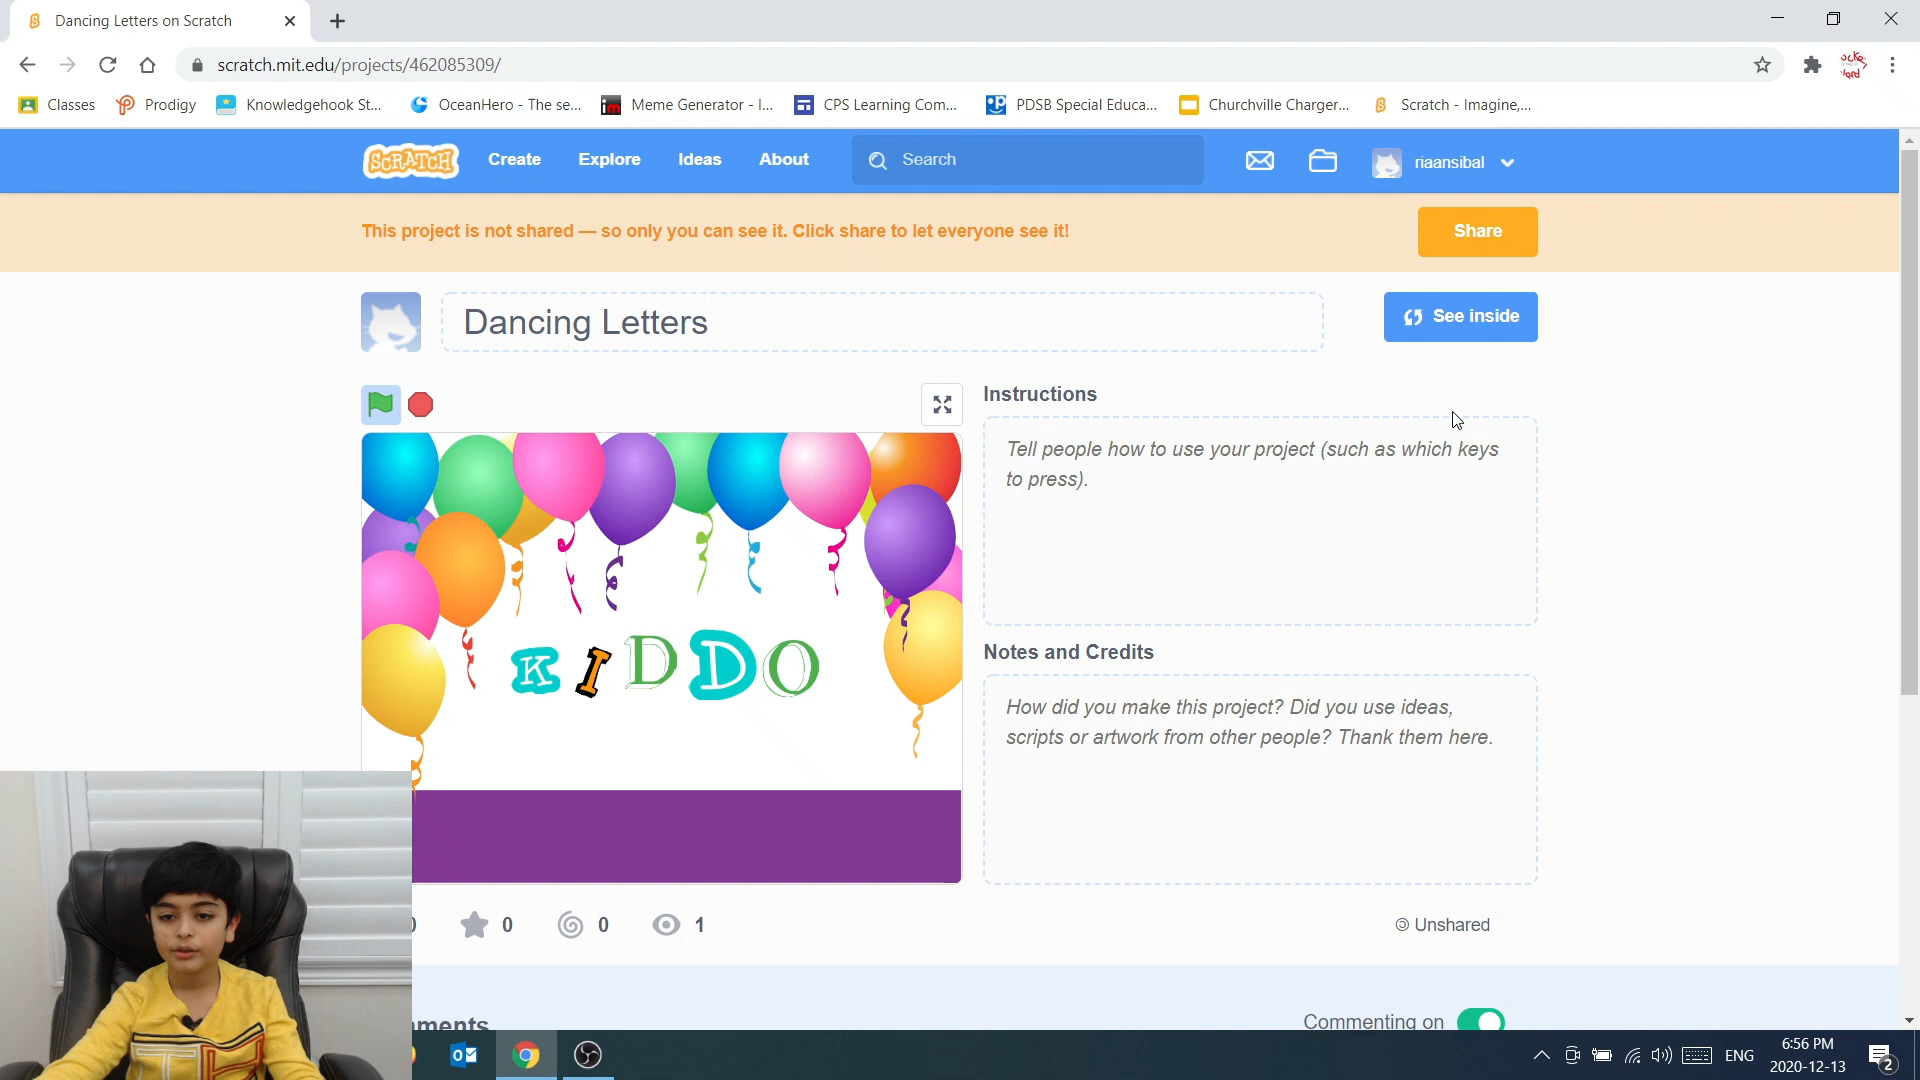 Dancing Letters on Scratch
scratch.mit.edu/projects/462085309/
Classes
Prodigy
Knowledgehook St...
OceanHero - The se...
im
Meme Generator - I...
CPS Learning Com...
PDSB Special Educa...
Churchville Charger...
Scratch - Imagine,...
SCRATCH
Create
Explore
Ideas
About
Search
riaansibal
This project is not shared — so only you can see it. Click share to let everyone see it!
Share
Dancing Letters
See inside
Instructions
Tell people how to use your project (such as which keys
to press).
KIDDO
Notes and Credits
How did you make this project? Did you use ideas,
scripts or artwork from other people? Thank them here.
0
0
1
Unshared
Commenting on
ENG
6:56 PM
2020-12-13
2